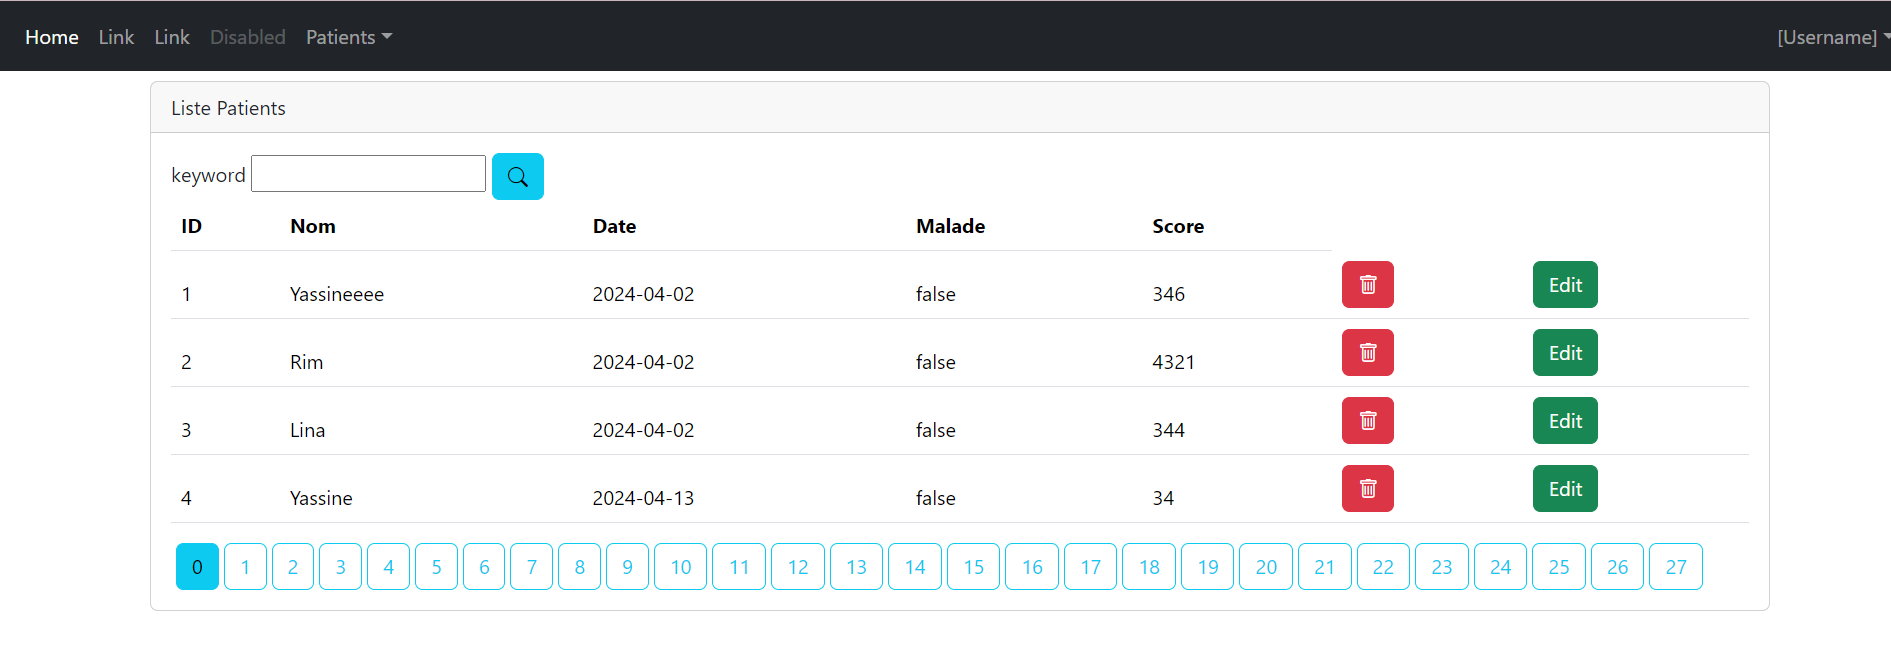 Home Link Link Disabled Patients [Username]
Liste Patients
keyword
ID Nom Date Malade Score
1 Yassineeee 2024-04-02 false 346 Edit
2 Rim 2024-04-02 false 4321 Edit
3 Lina 2024-04-02 false 344 Edit
4 Yassine 2024-04-13 false 34 Edit
0 1 2 3 4 5 6 7 8 9 10 11 12 13 14 15 16 17 18 19 20 21 22 23 24 25 26 27